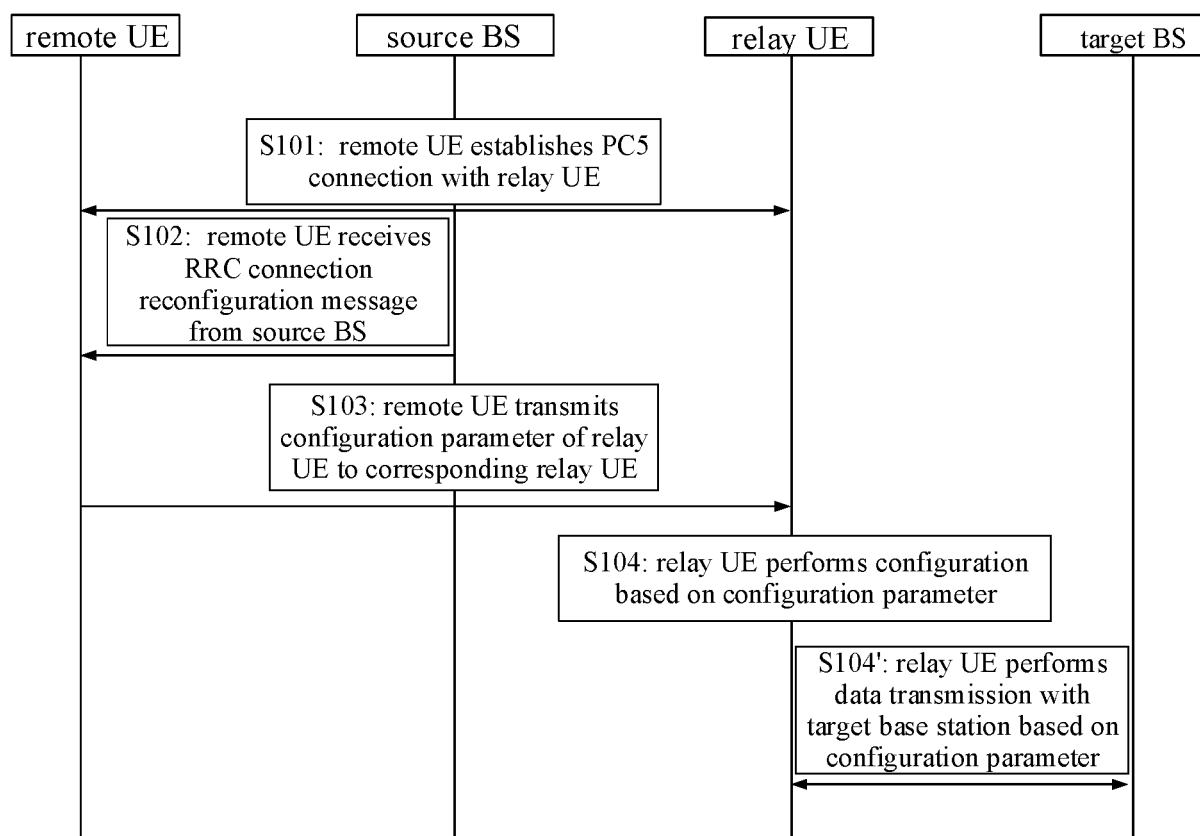 remote UE
source BS
relay UE
target BS
S101: remote UE establishes PC5
connection with relay UE
S102: remote UE receives
RRC connection
reconfiguration message
from source BS
S103: remote UE transmits
configuration parameter of relay
UE to corresponding relay UE
S104: relay UE performs configuration
based on configuration parameter
S104': relay UE performs
data transmission with
target base station based on
configuration parameter